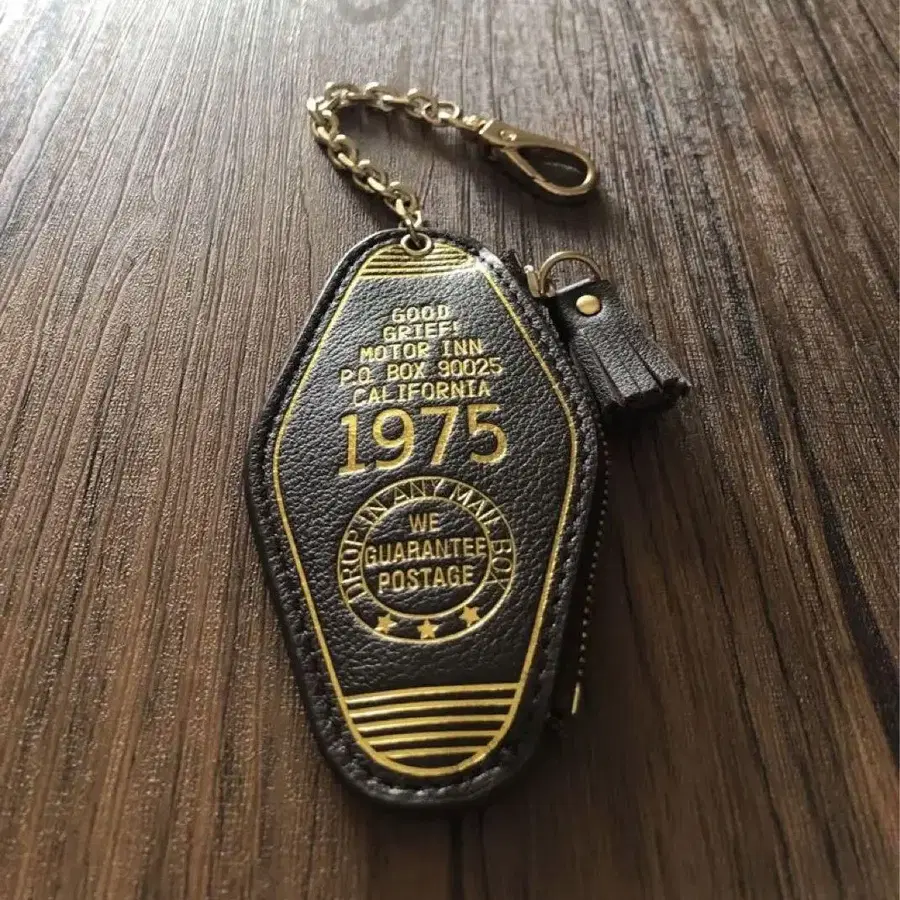 GOOD
GRIEF!
MOTOR INN
P.O. BOX 90025
CALIFORNIA
1975
DROP IN ANY MAIL BOX
WE
GUARANTEE
POSTAGE